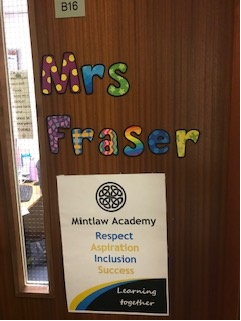 B16
Mrs
Fraser
Mintlaw Academy
Respect
Aspiration
Inclusion
Success
Learning
together